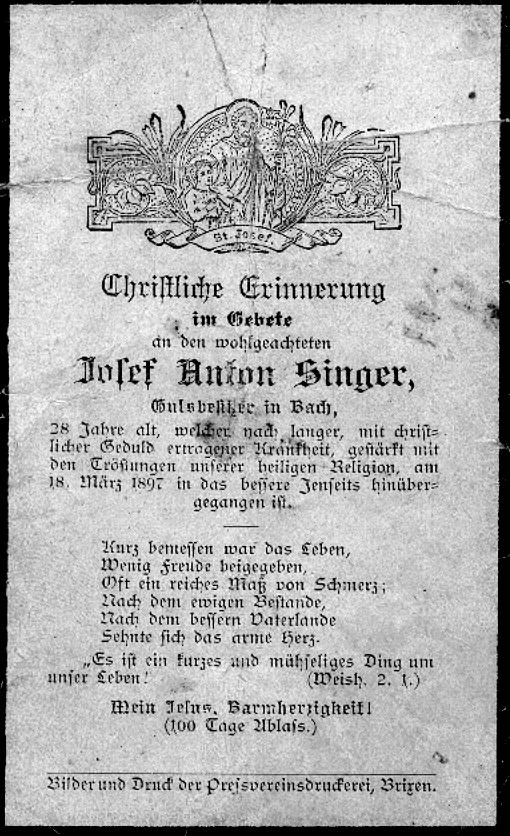 St. Josef.
Christliche Erinnerung
im Gebete
an den wohlgeachteten
Josef Anton Singer,
Gutsbesitzer in Bach,
28 Jahre alt, welcher nach langer, mit christ-
licher Geduld ertragener Krankheit, gestärkt mit
den Tröstungen unserer heiligen Religion, am
18. März 1897 in das bessere Jenseits hinüber-
gegangen ist.
Kurz bemessen war das Leben,
Wenig Freude beigegeben,
Oft ein reiches Maß von Schmerz;
Nach dem ewigen Bestande,
Nach dem bessern Vaterlande
Sehnte sich das arme Herz.
„Es ist ein kurzes und mühseliges Ding um
unser Leben! (Weish. 2. 1.)
Mein Jesus, Barmherzigkeit!
(100 Tage Ablass.)
Bilder und Druck der Pressvereinsdruckerei, Brixen.